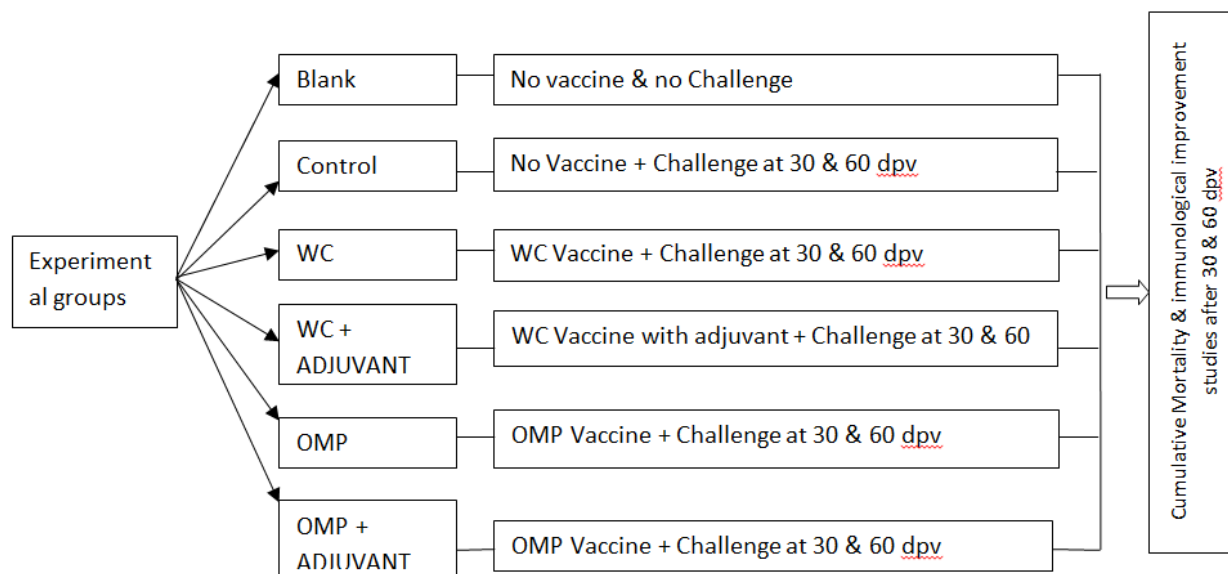 Experiment
al groups
Blank
No vaccine & no Challenge
Control
No Vaccine + Challenge at 30 & 60 dpv
WC
WC Vaccine + Challenge at 30 & 60 dpv
WC +
ADJUVANT
WC Vaccine with adjuvant + Challenge at 30 & 60
OMP
OMP Vaccine + Challenge at 30 & 60 dpv
OMP +
ADJUVANT
OMP Vaccine + Challenge at 30 & 60 dpv
Cumulative Mortality & immunological improvement
studies after 30 & 60 dpv